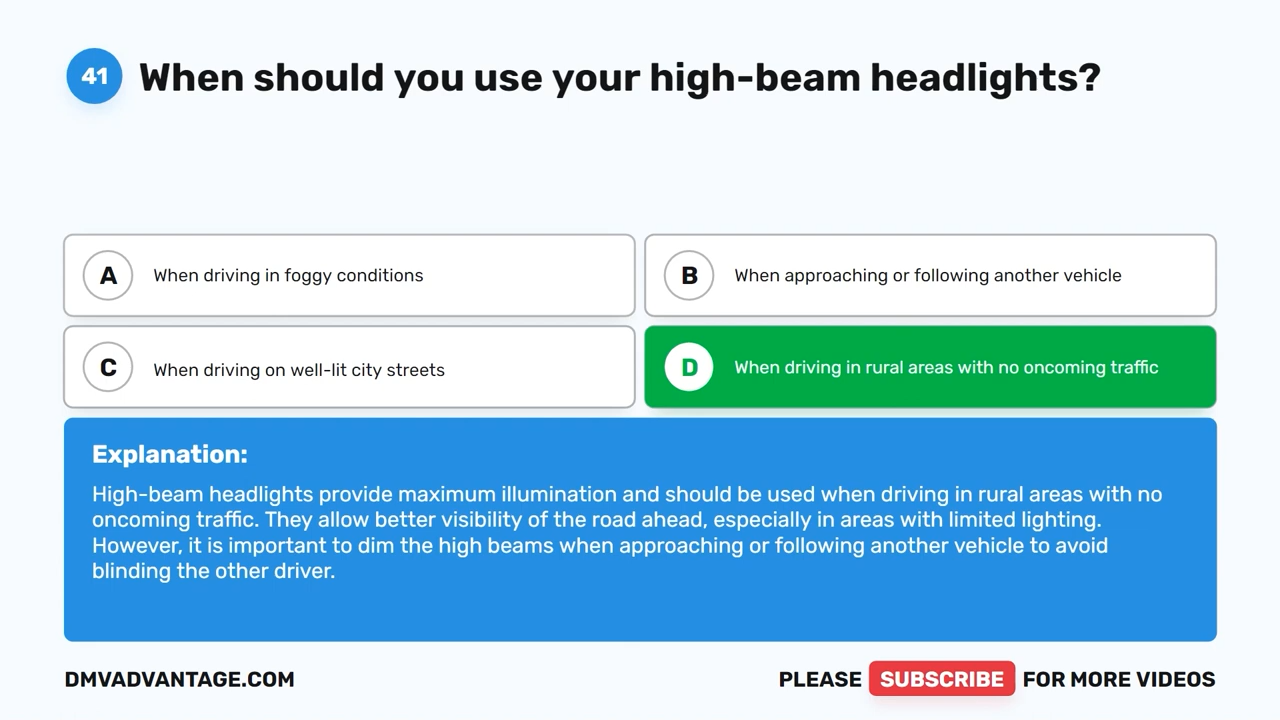 41 When should you use your high-beam headlights?
A When driving in foggy conditions
B When approaching or following another vehicle
C When driving on well-lit city streets
D When driving in rural areas with no oncoming traffic
Explanation:
High-beam headlights provide maximum illumination and should be used when driving in rural areas with no
oncoming traffic. They allow better visibility of the road ahead, especially in areas with limited lighting.
However, it is important to dim the high beams when approaching or following another vehicle to avoid
blinding the other driver.
DMVADVANTAGE.COM
PLEASE SUBSCRIBE FOR MORE VIDEOS